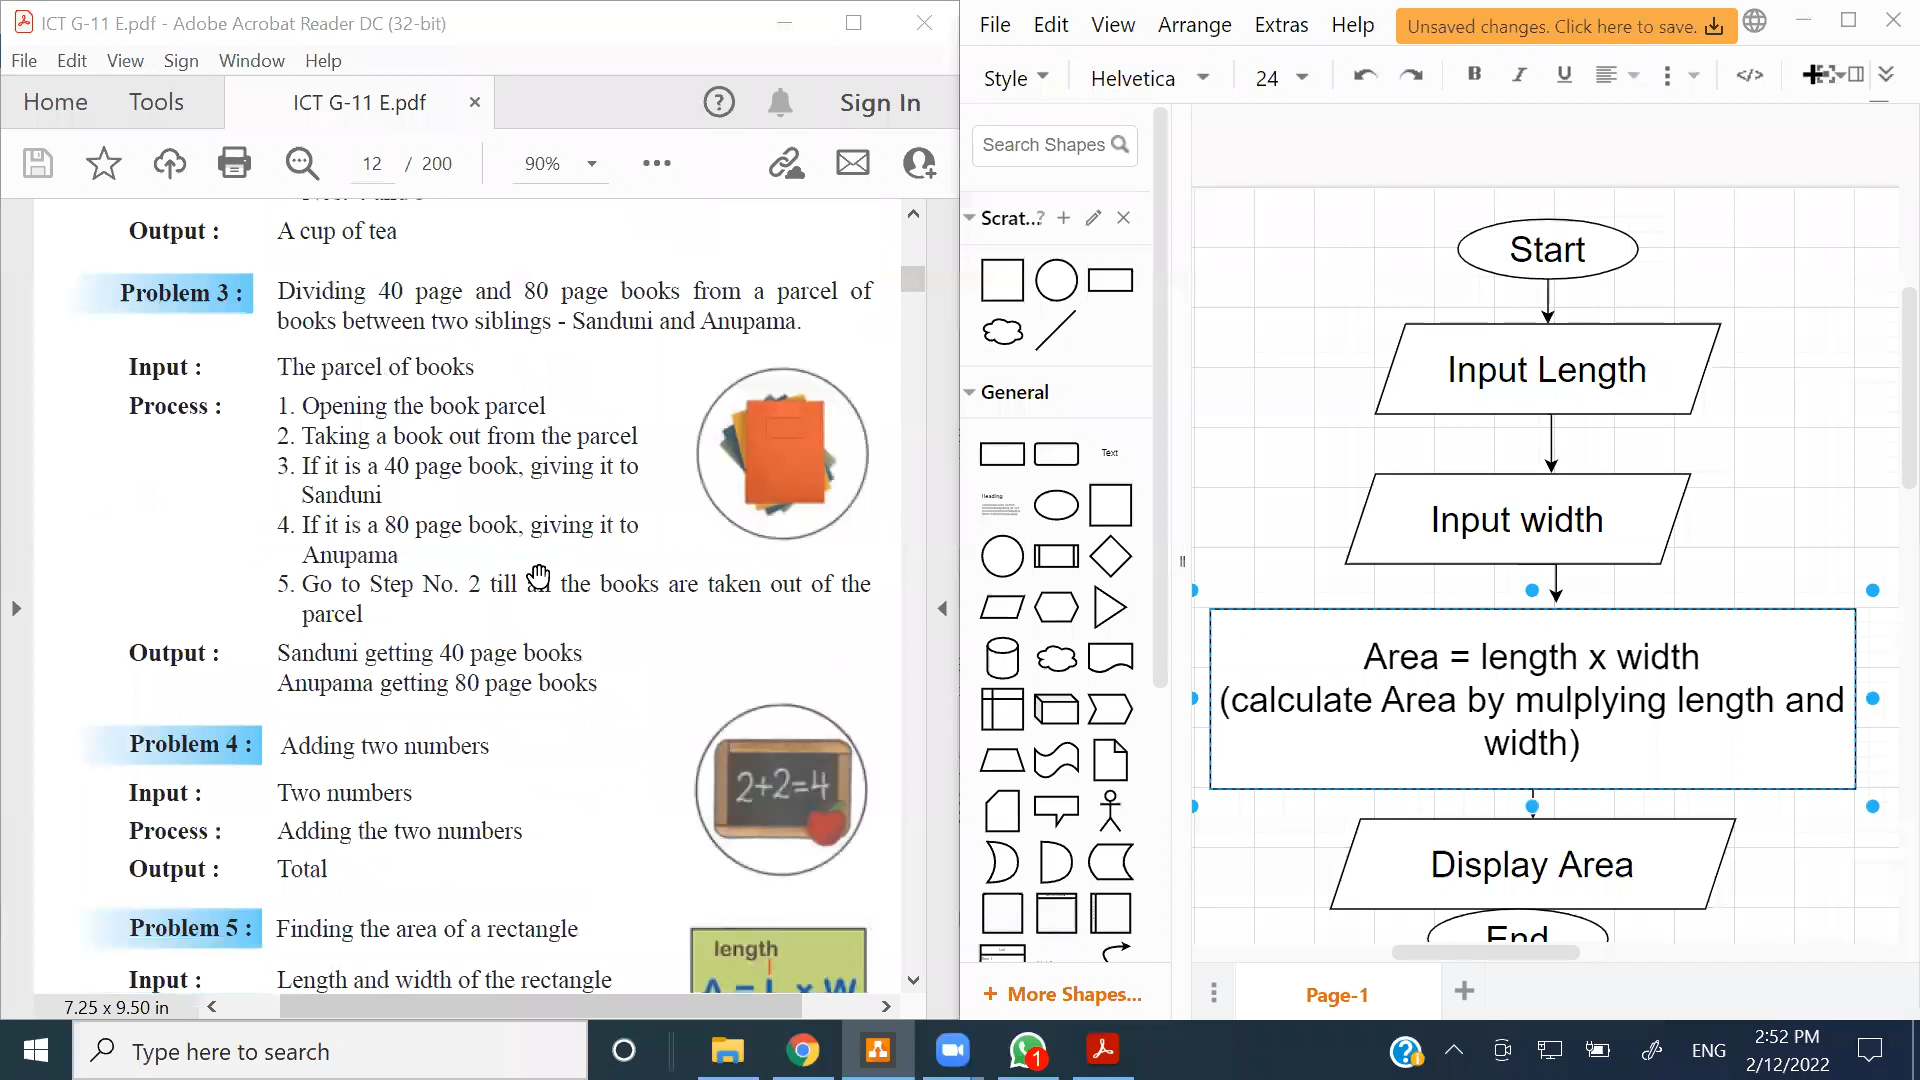 ICT G-11 E.pdf - Adobe Acrobat Reader DC (32-bit)
File Edit View Sign Window Help
Home Tools ICT G-11 E.pdf × Sign In
12 / 200 90%
Output : A cup of tea
Problem 3 : Dividing 40 page and 80 page books from a parcel of
books between two siblings - Sanduni and Anupama.
Input : The parcel of books
Process : 1. Opening the book parcel
2. Taking a book out from the parcel
3. If it is a 40 page book, giving it to
Sanduni
4. If it is a 80 page book, giving it to
Anupama
5. Go to Step No. 2 till all the books are taken out of the
parcel
Output : Sanduni getting 40 page books
Anupama getting 80 page books
Problem 4 : Adding two numbers
Input : Two numbers
Process : Adding the two numbers
Output : Total
2+2=4
Problem 5 : Finding the area of a rectangle
Input : Length and width of the rectangle
length
A = L x W
7.25 x 9.50 in
File Edit View Arrange Extras Help
Unsaved changes. Click here to save.
Style Helvetica 24 B I U
Search Shapes
Scrat... ?
General
Text
Heading
+ More Shapes...
Start
Input Length
Input width
Area = length x width
(calculate Area by mulplying length and
width)
Display Area
End
Page-1
Type here to search
1
ENG
2:52 PM
2/12/2022